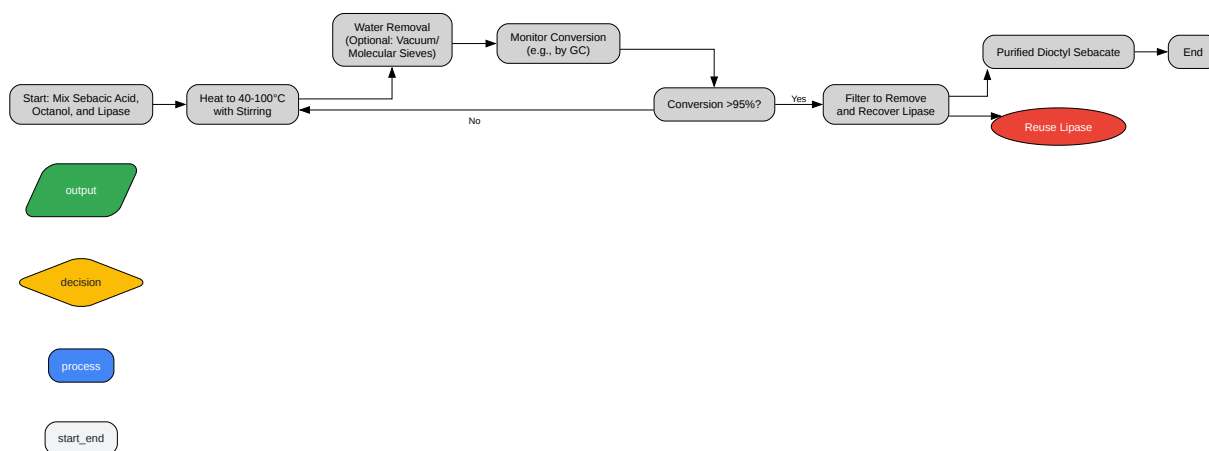 Start: Mix Sebacic Acid,
Octanol, and Lipase
Heat to 40-100°C
with Stirring
Water Removal
(Optional: Vacuum/
Molecular Sieves)
Monitor Conversion
(e.g., by GC)
Conversion >95%?
No
Yes
Filter to Remove
and Recover Lipase
Purified Dioctyl Sebacate
End
Reuse Lipase
output
decision
process
start_end